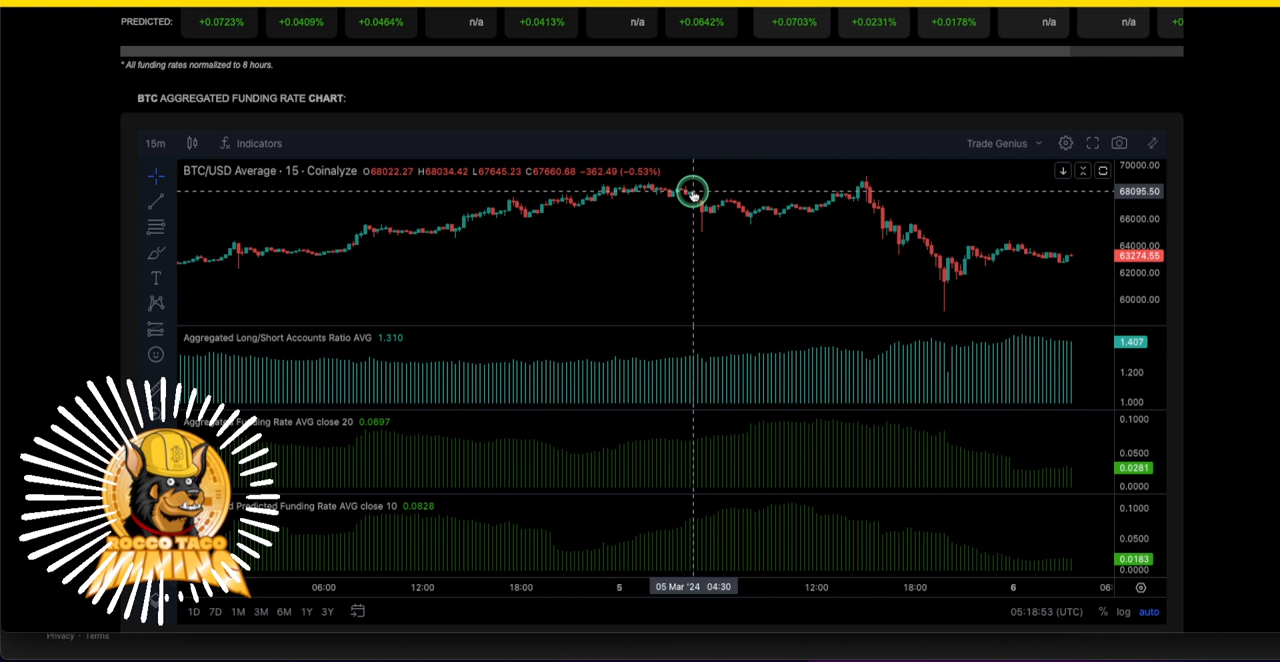 PREDICTED: +0.0723% +0.0409% +0.0464% n/a +0.0413% n/a +0.0642% +0.0703% +0.0231% +0.0178% n/a n/a +0
* All funding rates normalized to 8 hours.
BTC AGGREGATED FUNDING RATE CHART:
15m Indicators Trade Genius
BTC/USD Average · 15 · Coinalyze O68022.27 H68034.42 L67645.23 C67660.68 −362.49 (−0.53%)
70000.00
68095.50
66000.00
64000.00
63274.55
62000.00
60000.00
Aggregated Long/Short Accounts Ratio AVG 1.310
1.407
1.200
1.000
Aggregated Funding Rate AVG close 20 0.0697
0.1000
0.0500
0.0281
0.0000
Predicted Funding Rate AVG close 10 0.0828
0.1000
0.0500
0.0183
0.0000
ROCCO TACO
MINING
06:00 12:00 18:00 5 05 Mar '24 04:30 12:00 18:00 6 06:
1D 7D 1M 3M 6M 1Y 3Y 05:18:53 (UTC) % log auto
Privacy · Terms